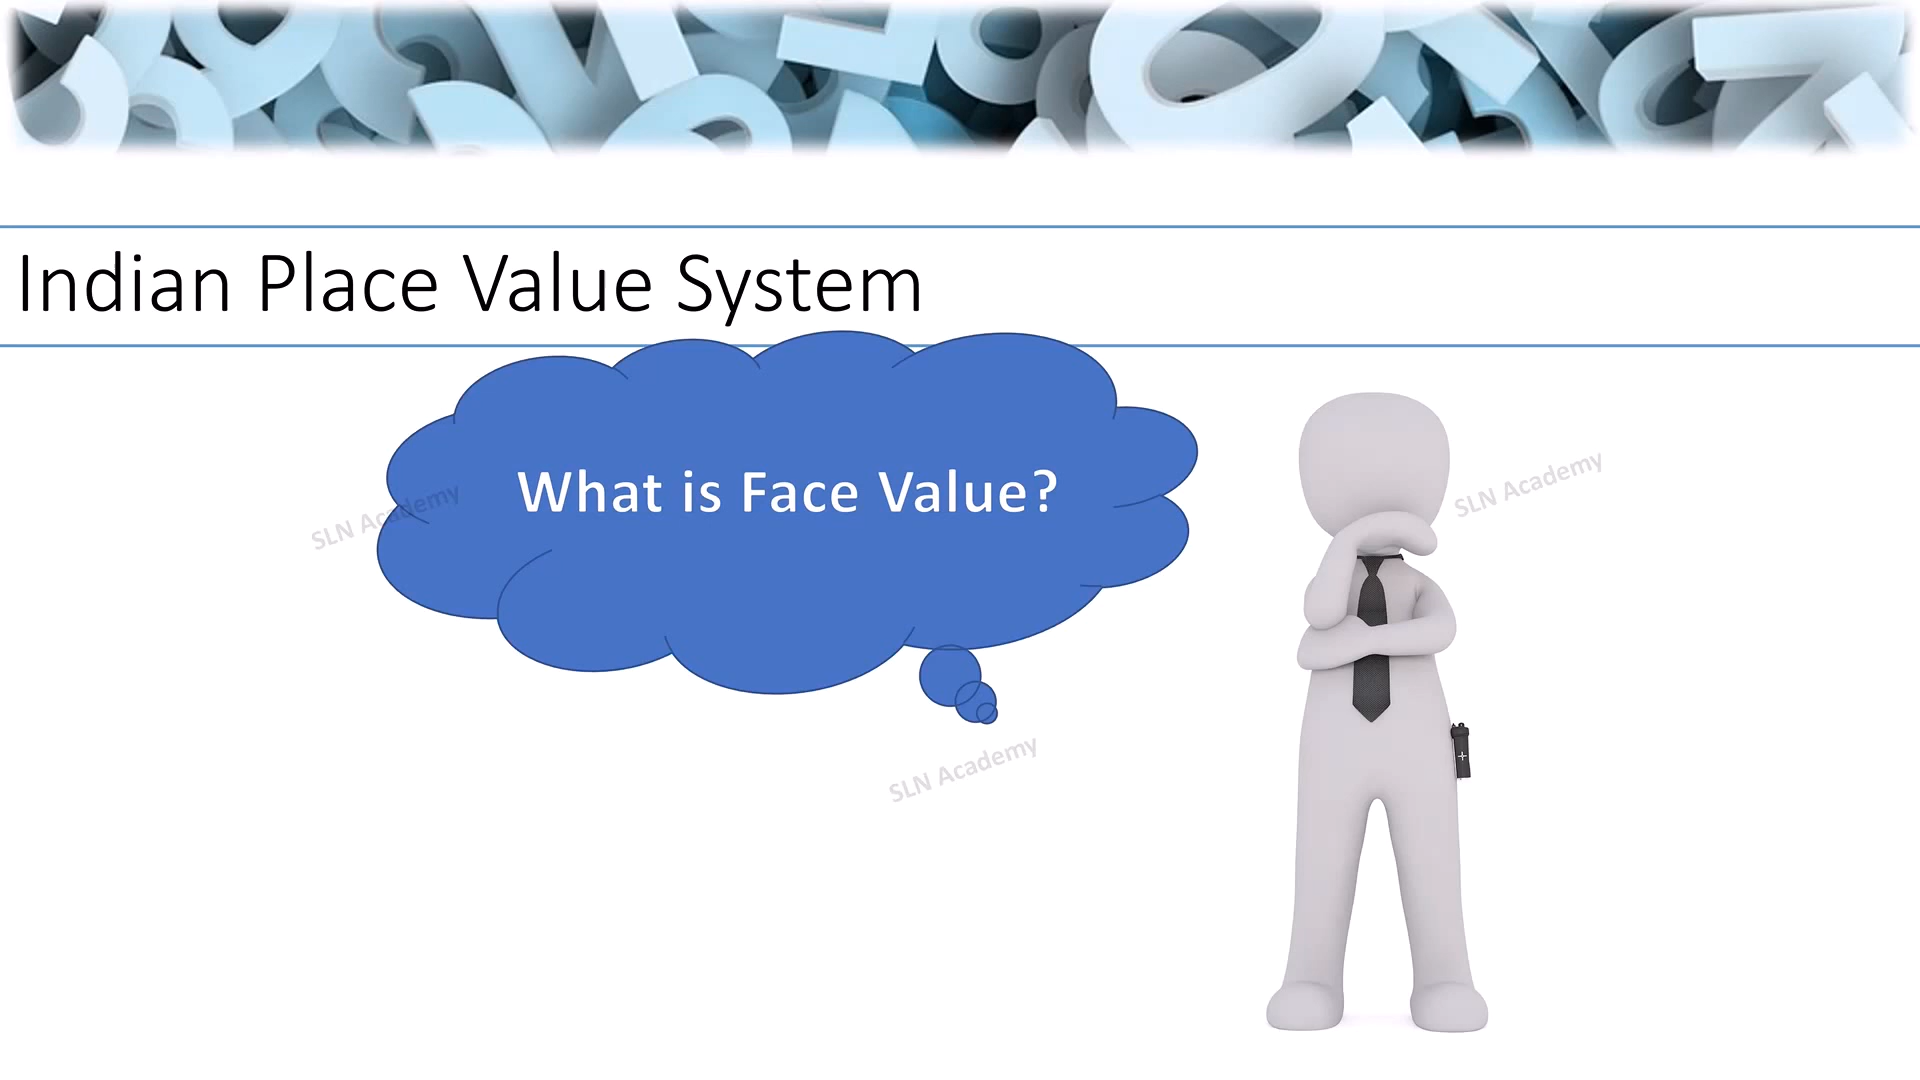 Indian Place Value System
What is Face Value?
SLN Academy
SLN Academy
SLN Academy